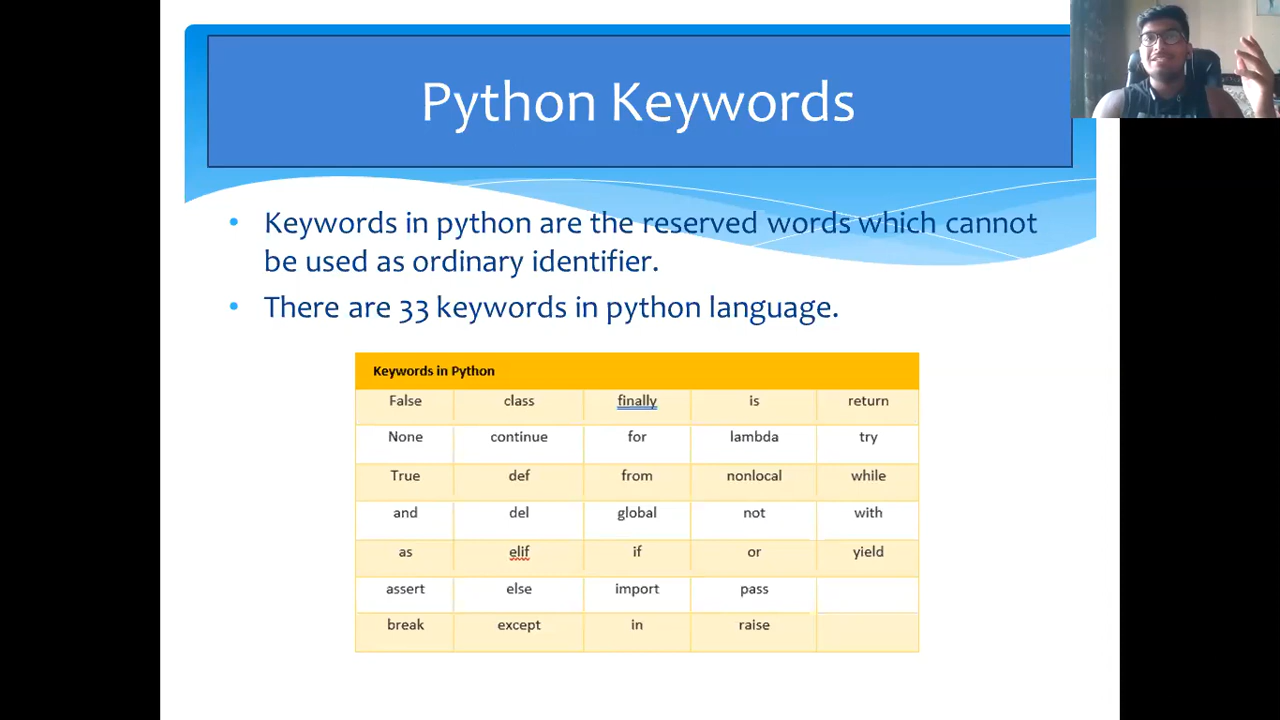 Python Keywords
• Keywords in python are the reserved words which cannot
be used as ordinary identifier.
• There are 33 keywords in python language.
Keywords in Python
False class finally is return
None continue for lambda try
True def from nonlocal while
and del global not with
as elif if or yield
assert else import pass
break except in raise